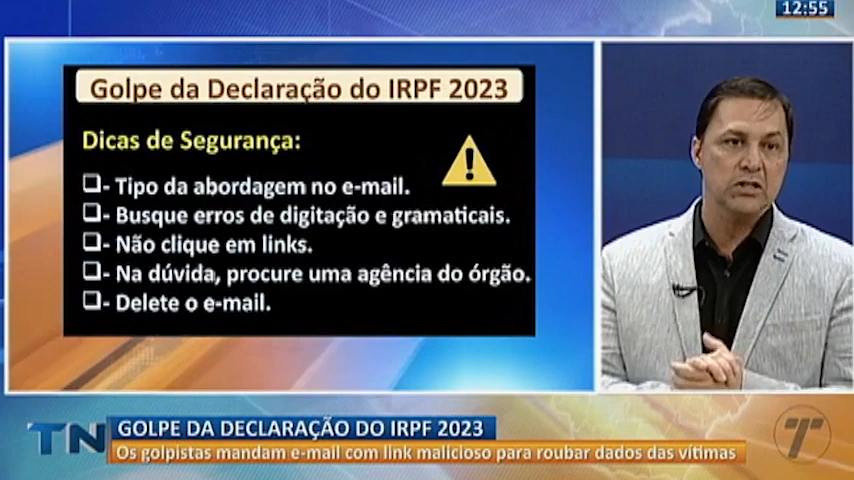 12:55
Golpe da Declaração do IRPF 2023
Dicas de Segurança:
- Tipo da abordagem no e-mail.
- Busque erros de digitação e gramaticais.
- Não clique em links.
- Na dúvida, procure uma agência do órgão.
- Delete o e-mail.
TN
GOLPE DA DECLARAÇÃO DO IRPF 2023
Os golpistas mandam e-mail com link malicioso para roubar dados das vítimas
T